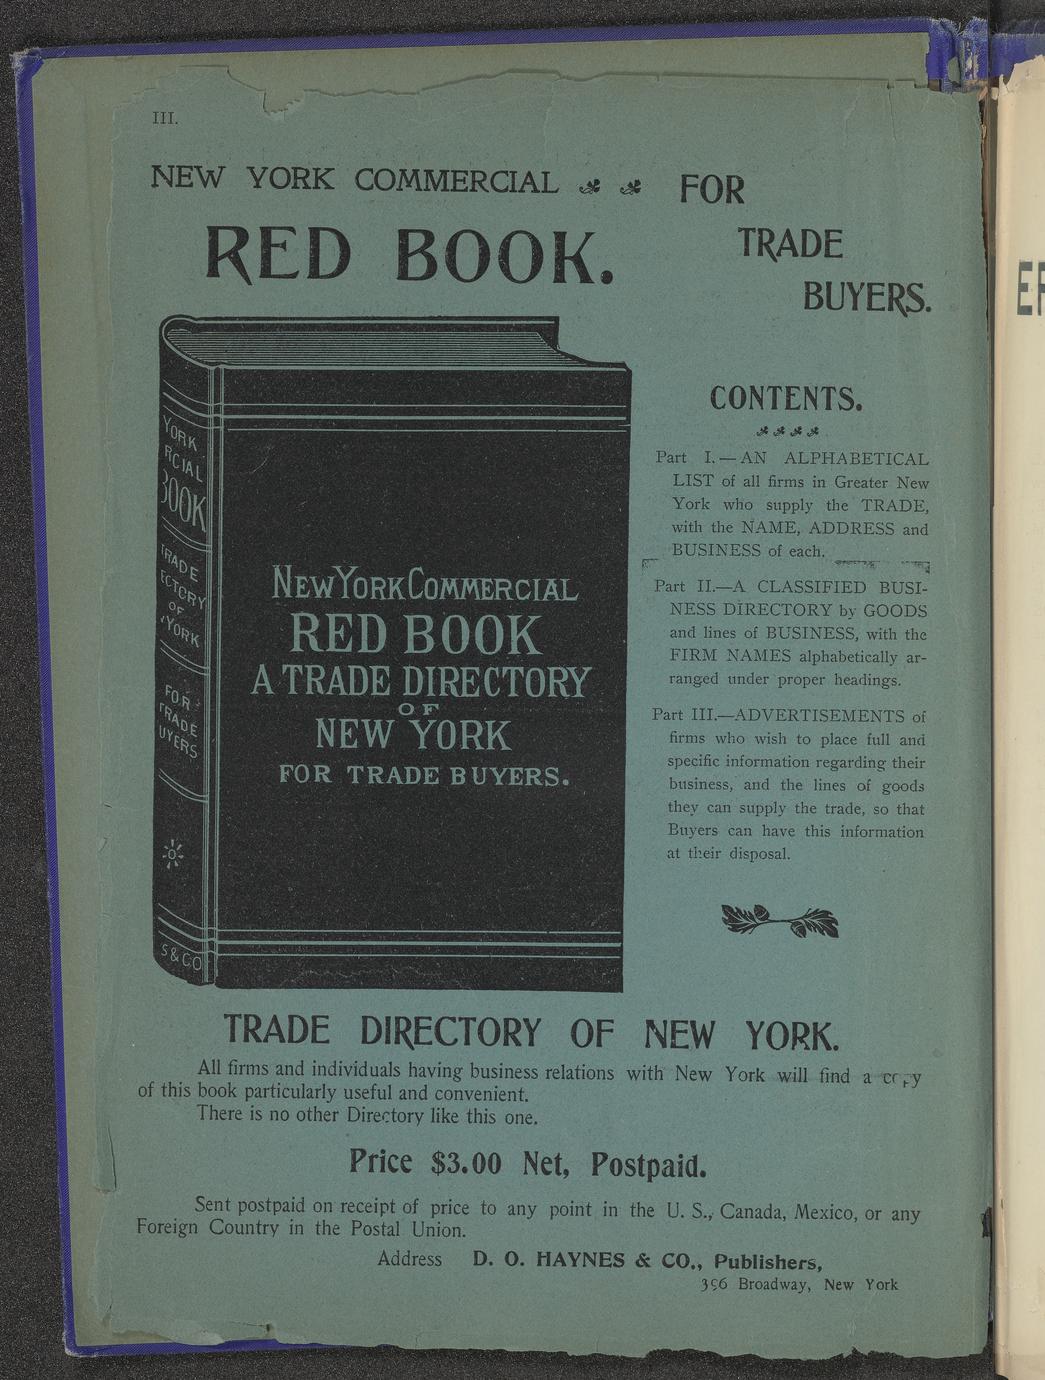 III.
NEW YORK COMMERCIAL
RED BOOK.
FOR
TRADE
BUYERS.
YORK
RCIAL
BOOK
TRADE
ECTORY
OF
YORK
FOR
TRADE
UYERS
S & CO
NEW YORK COMMERCIAL
RED BOOK
A TRADE DIRECTORY
OF
NEW YORK
FOR TRADE BUYERS.
CONTENTS.
Part I.—AN ALPHABETICAL
LIST of all firms in Greater New
York who supply the TRADE,
with the NAME, ADDRESS and
BUSINESS of each.
Part II.—A CLASSIFIED BUSI-
NESS DIRECTORY by GOODS
and lines of BUSINESS, with the
FIRM NAMES alphabetically ar-
ranged under proper headings.
Part III.—ADVERTISEMENTS of
firms who wish to place full and
specific information regarding their
business, and the lines of goods
they can supply the trade, so that
Buyers can have this information
at their disposal.
TRADE DIRECTORY OF NEW YORK.
All firms and individuals having business relations with New York will find a copy
of this book particularly useful and convenient.
There is no other Directory like this one.
Price $3.00 Net, Postpaid.
Sent postpaid on receipt of price to any point in the U. S., Canada, Mexico, or any
Foreign Country in the Postal Union.
Address D. O. HAYNES & CO., Publishers,
396 Broadway, New York